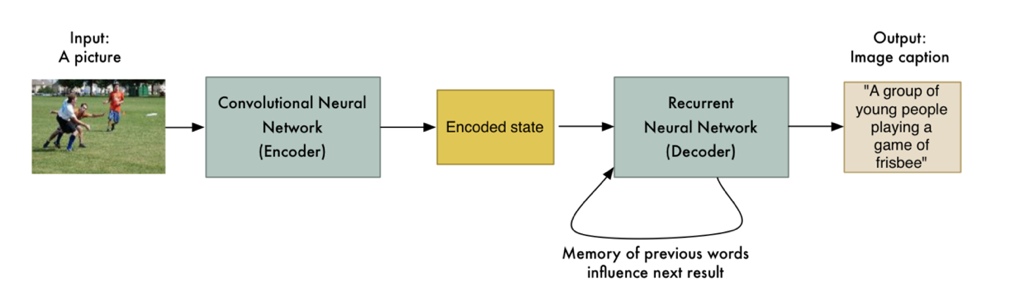 Input:
A picture
Convolutional Neural
Network
(Encoder)
Encoded state
Recurrent
Neural Network
(Decoder)
Memory of previous words
influence next result
Output:
Image caption
"A group of
young people
playing a
game of
frisbee"